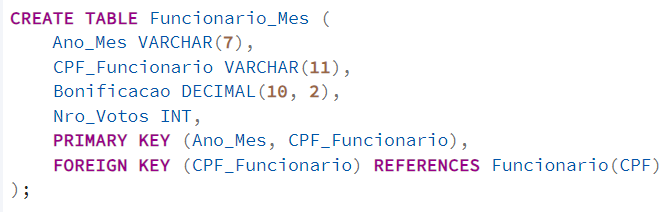 CREATE TABLE Funcionario_Mes (
    Ano_Mes VARCHAR(7),
    CPF_Funcionario VARCHAR(11),
    Bonificacao DECIMAL(10, 2),
    Nro_Votos INT,
    PRIMARY KEY (Ano_Mes, CPF_Funcionario),
    FOREIGN KEY (CPF_Funcionario) REFERENCES Funcionario(CPF)
);